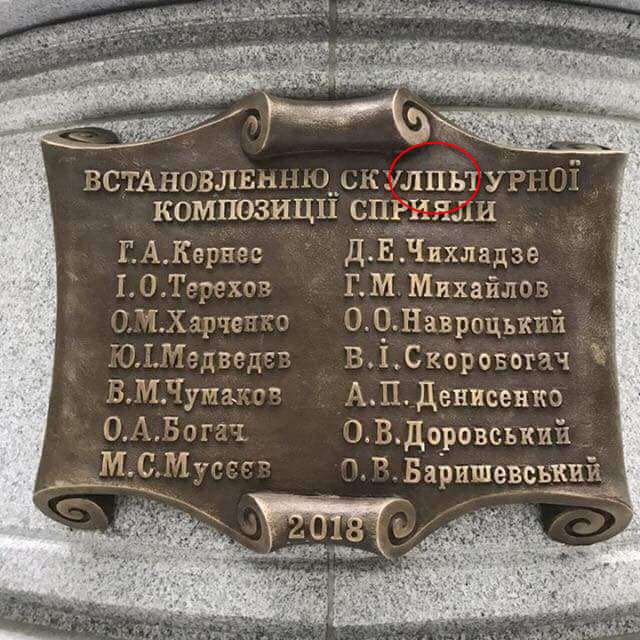 ВСТАНОВЛЕННЮ СКУЛПЬТУРНОЇ
КОМПОЗИЦІЇ СПРИЯЛИ
Г.А.Кернес
І.О.Терехов
О.М.Харченко
Ю.І.Медведєв
В.М.Чумаков
О.А.Богач
М.С.Мусєєв
Д.Е.Чихладзе
Г.М.Михайлов
О.О.Навроцький
В.І.Скоробогач
А.П.Денисенко
О.В.Доровський
О.В.Баришевський
2018